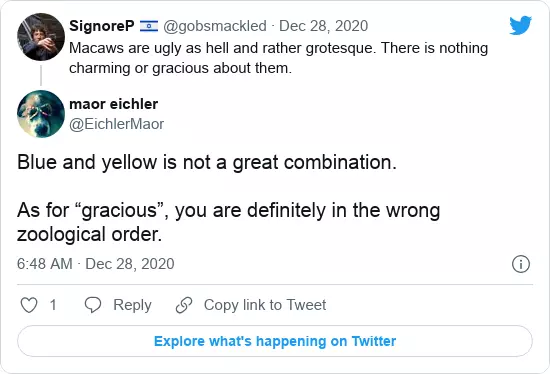 SignoreP 🇮🇱 @gobsmackled · Dec 28, 2020
Macaws are ugly as hell and rather grotesque. There is nothing
charming or gracious about them.
maor eichler
@EichlerMaor
Blue and yellow is not a great combination.
As for “gracious”, you are definitely in the wrong
zoological order.
6:48 AM · Dec 28, 2020
1 Reply Copy link to Tweet
Explore what's happening on Twitter